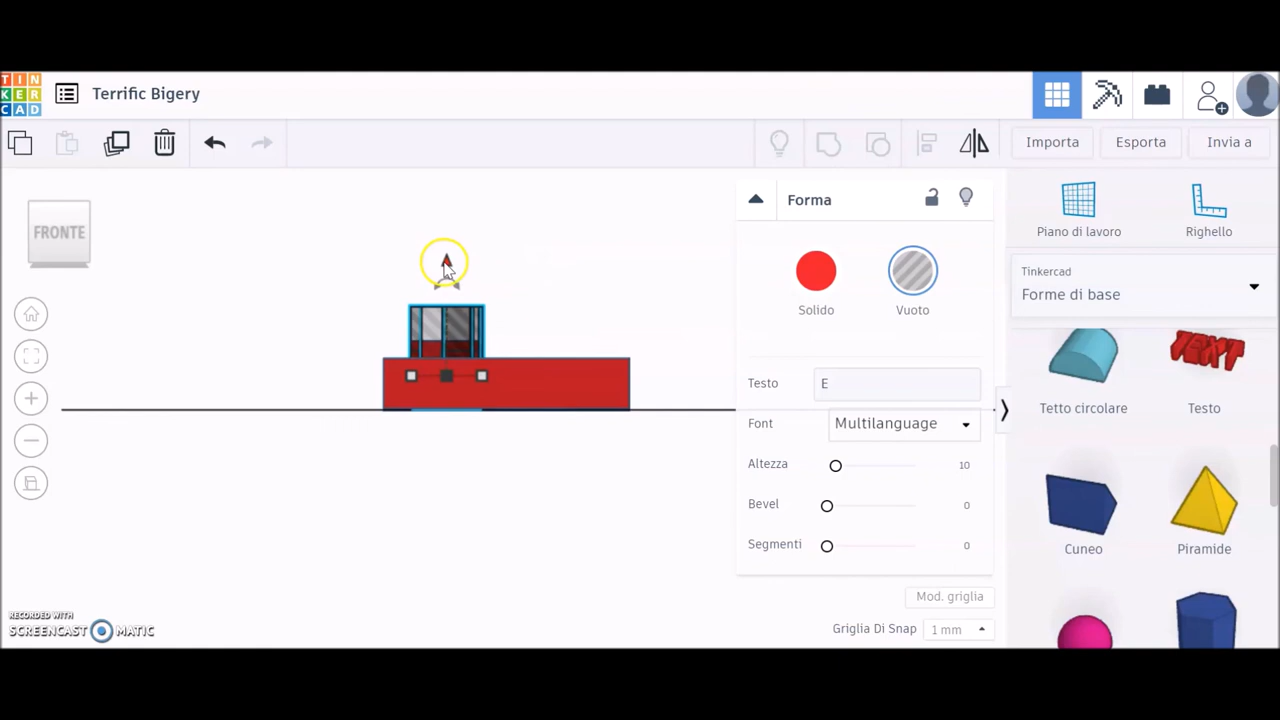 TIN
KER
CAD
Terrific Bigery
Importa
Esporta
Invia a
FRONTE
Forma
Solido
Vuoto
Testo
E
Font
Multilanguage
Altezza
10
Bevel
0
Segmenti
0
Piano di lavoro
Righello
Tinkercad
Forme di base
TEXT
Tetto circolare
Testo
Cuneo
Piramide
Mod. griglia
Griglia Di Snap
1 mm
RECORDED WITH
SCREENCAST MATIC